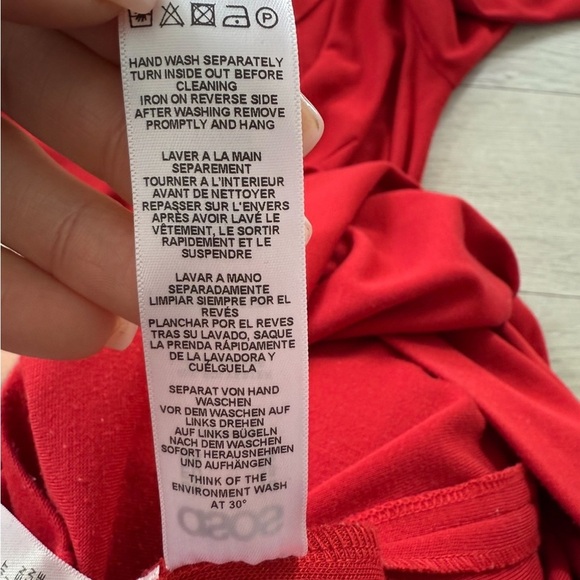 HAND WASH SEPARATELY
TURN INSIDE OUT BEFORE
CLEANING
IRON ON REVERSE SIDE
AFTER WASHING REMOVE
PROMPTLY AND HANG
LAVER A LA MAIN
SEPAREMENT
TOURNER A L'INTERIEUR
AVANT DE NETTOYER
REPASSER SUR L'ENVERS
APRÈS AVOIR LAVÉ LE
VÊTEMENT, LE SORTIR
RAPIDEMENT ET LE
SUSPENDRE
LAVAR A MANO
SEPARADAMENTE
LIMPIAR SIEMPRE POR EL
REVÉS
PLANCHAR POR EL REVES
TRAS SU LAVADO, SAQUE
LA PRENDA RÁPIDAMENTE
DE LA LAVADORA Y
CUÉLGUELA
SEPARAT VON HAND
WASCHEN
VOR DEM WASCHEN AUF
LINKS DREHEN
AUF LINKS BÜGELN
NACH DEM WASCHEN
SOFORT HERAUSNEHMEN
UND AUFHÄNGEN
THINK OF THE
ENVIRONMENT WASH
AT 30°